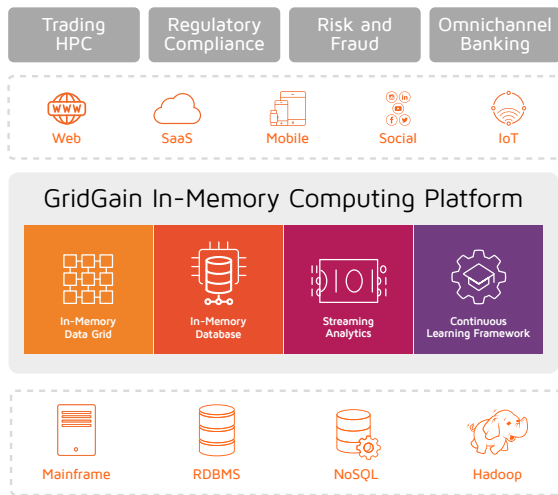 Trading
HPC
Regulatory
Compliance
Risk and
Fraud
Omnichannel
Banking
WWW
Web
SaaS
Mobile
Social
IoT
GridGain In-Memory Computing Platform
In-Memory
Data Grid
In-Memory
Database
Streaming
Analytics
Continuous
Learning Framework
Mainframe
RDBMS
NoSQL
Hadoop